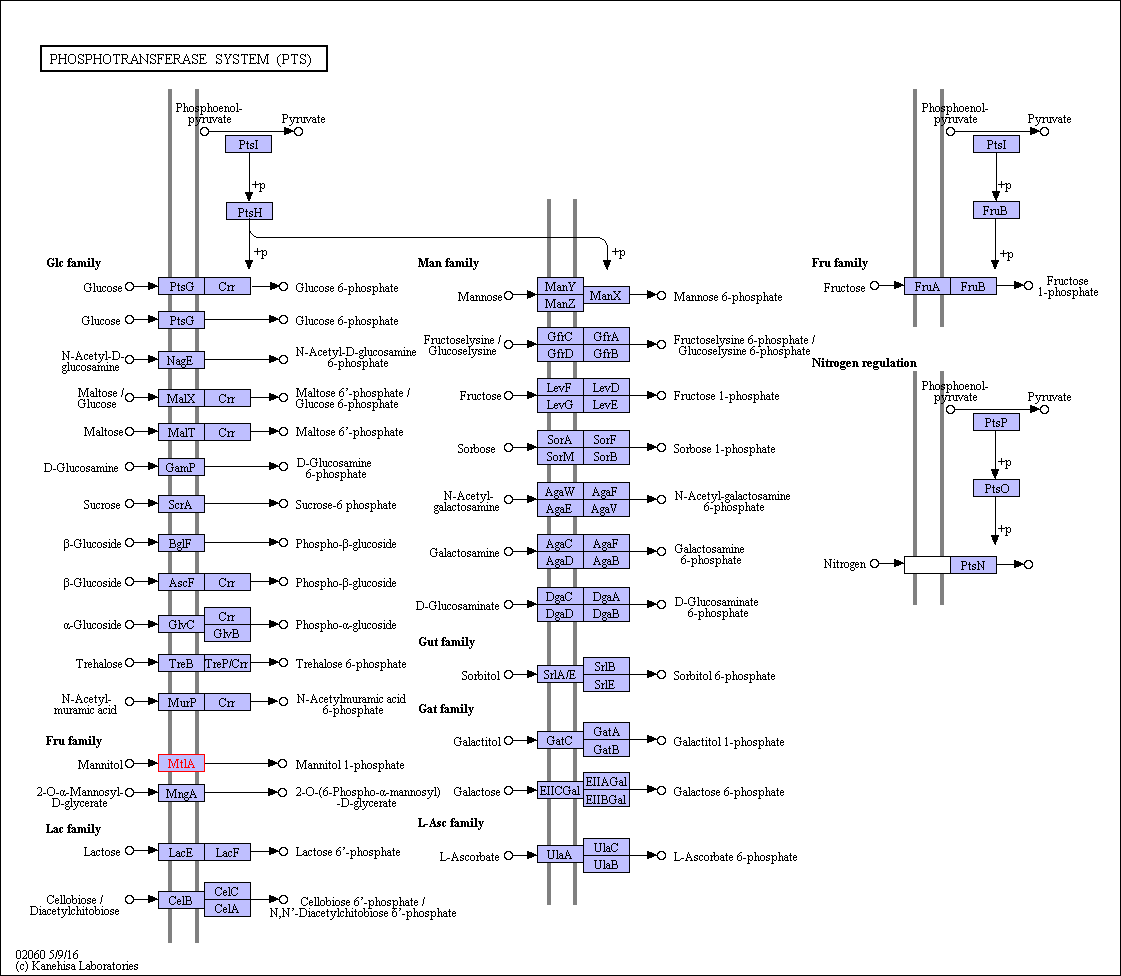 PHOSPHOTRANSFERASE SYSTEM (PTS)
Phosphoenol-
pyruvate
Pyruvate
PtsI
+p
PtsH
+p
Glc family
Glucose
PtsG
Crr
Glucose 6-phosphate
Glucose
PtsG
Glucose 6-phosphate
N-Acetyl-D-
glucosamine
NagE
N-Acetyl-D-glucosamine
6-phosphate
Maltose /
Glucose
MalX
Crr
Maltose 6'-phosphate /
Glucose 6-phosphate
Maltose
MalT
Crr
Maltose 6'-phosphate
D-Glucosamine
GamP
D-Glucosamine
6-phosphate
Sucrose
ScrA
Sucrose-6 phosphate
β-Glucoside
BglF
Phospho-β-glucoside
β-Glucoside
AscF
Crr
Phospho-β-glucoside
α-Glucoside
GlvC
Crr
GlvB
Phospho-α-glucoside
Trehalose
TreB
TreP/Crr
Trehalose 6-phosphate
N-Acetyl-
muramic acid
MurP
Crr
N-Acetylmuramic acid
6-phosphate
Fru family
Mannitol
MtlA
Mannitol 1-phosphate
2-O-α-Mannosyl-
D-glycerate
MngA
2-O-(6-Phospho-α-mannosyl)
-D-glycerate
Lac family
Lactose
LacE
LacF
Lactose 6'-phosphate
Cellobiose /
Diacetylchitobiose
CelB
CelC
CelA
Cellobiose 6'-phosphate /
N,N'-Diacetylchitobiose 6'-phosphate
+p
Man family
Mannose
ManY
ManZ
ManX
Mannose 6-phosphate
Fructoselysine /
Glucoselysine
GfrC
GfrA
GfrD
GfrB
Fructoselysine 6-phosphate /
Glucoselysine 6-phosphate
Fructose
LevF
LevD
LevG
LevE
Fructose 1-phosphate
Sorbose
SorA
SorF
SorM
SorB
Sorbose 1-phosphate
N-Acetyl-
galactosamine
AgaW
AgaF
AgaE
AgaV
N-Acetyl-galactosamine
6-phosphate
Galactosamine
AgaC
AgaF
AgaD
AgaB
Galactosamine
6-phosphate
D-Glucosaminate
DgaC
DgaA
DgaD
DgaB
D-Glucosaminate
6-phosphate
Gut family
Sorbitol
SrlA/E
SrlB
SrlE
Sorbitol 6-phosphate
Gat family
Galactitol
GatC
GatA
GatB
Galactitol 1-phosphate
Galactose
EIICGal
EIIAGal
EIIBGal
Galactose 6-phosphate
L-Asc family
L-Ascorbate
UlaA
UlaC
UlaB
L-Ascorbate 6-phosphate
Phosphoenol-
pyruvate
Pyruvate
PtsI
+p
FruB
+p
Fru family
Fructose
FruA
FruB
Fructose
1-phosphate
Nitrogen regulation
Phosphoenol-
pyruvate
Pyruvate
PtsP
+p
PtsO
+p
Nitrogen
PtsN
02060 5/9/16
(c) Kanehisa Laboratories